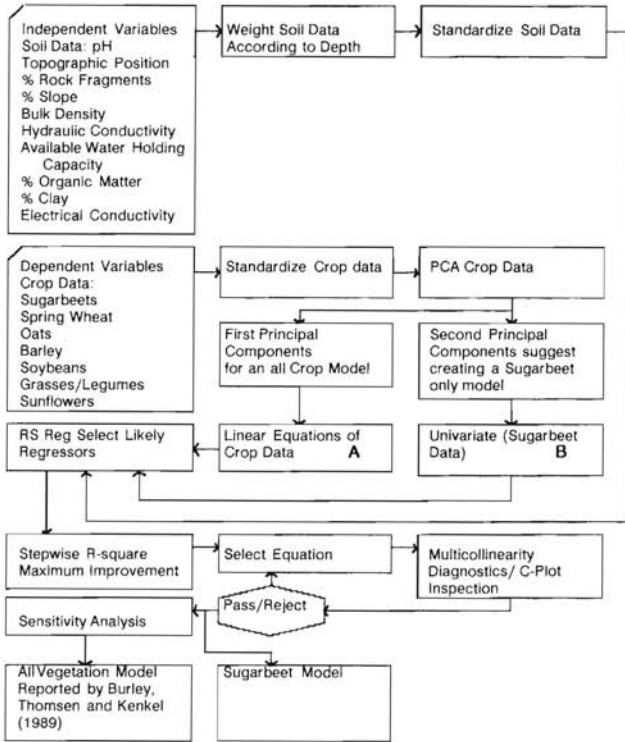 Independent Variables
Soil Data: pH
Topographic Position
% Rock Fragments
% Slope
Bulk Density
Hydraulic Conductivity
Available Water Holding
Capacity
% Organic Matter
% Clay
Electrical Conductivity
Weight Soil Data
According to Depth
Standardize Soil Data
Dependent Variables
Crop Data:
Sugarbeets
Spring Wheat
Oats
Barley
Soybeans
Grasses/Legumes
Sunflowers
Standardize Crop data
PCA Crop Data
First Principal
Components
for an all Crop Model
Second Principal
Components suggest
creating a Sugarbeet
only model
RS Reg Select Likely
Regressors
Linear Equations of
Crop Data A
Univariate (Sugarbeet
Data) B
Stepwise R-square
Maximum Improvement
Select Equation
Multicollinearity
Diagnostics/ C-Plot
Inspection
Pass/Reject
Sensitivity Analysis
All Vegetation Model
Reported by Burley,
Thomsen and Kenkel
(1989)
Sugarbeet Model